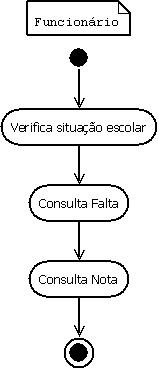 Funcionário
Verifica situação escolar
Consulta Falta
Consulta Nota